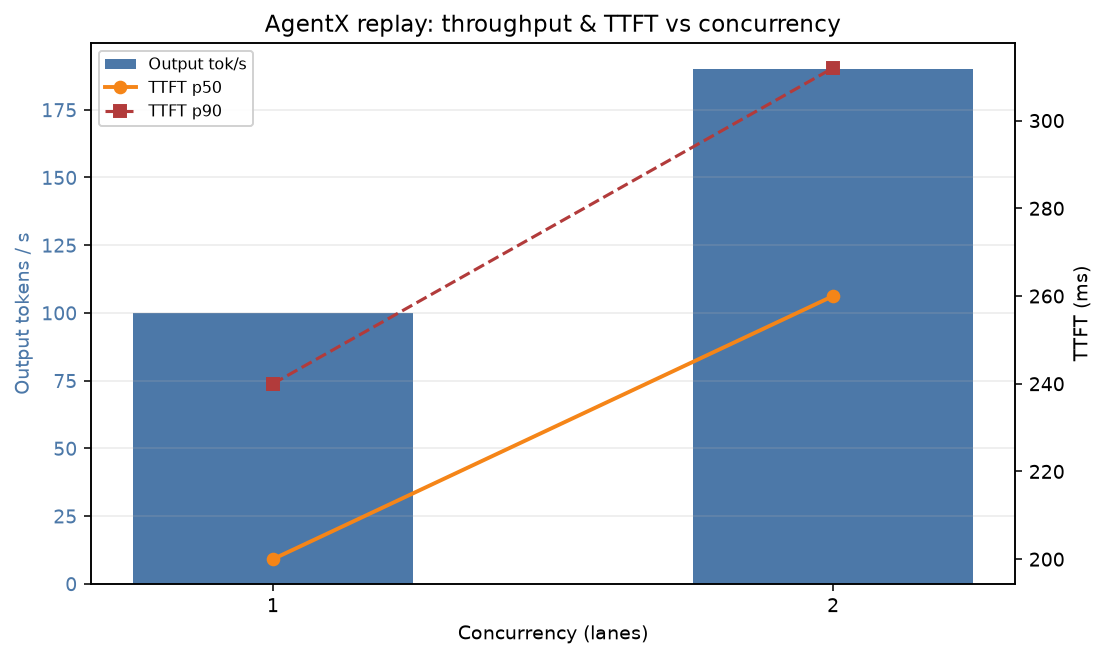 AgentX replay: throughput & TTFT vs concurrency
Output tok/s
TTFT p50
TTFT p90
Output tokens / s
175
150
125
100
75
50
25
0
300
280
260
240
220
200
TTFT (ms)
1
2
Concurrency (lanes)